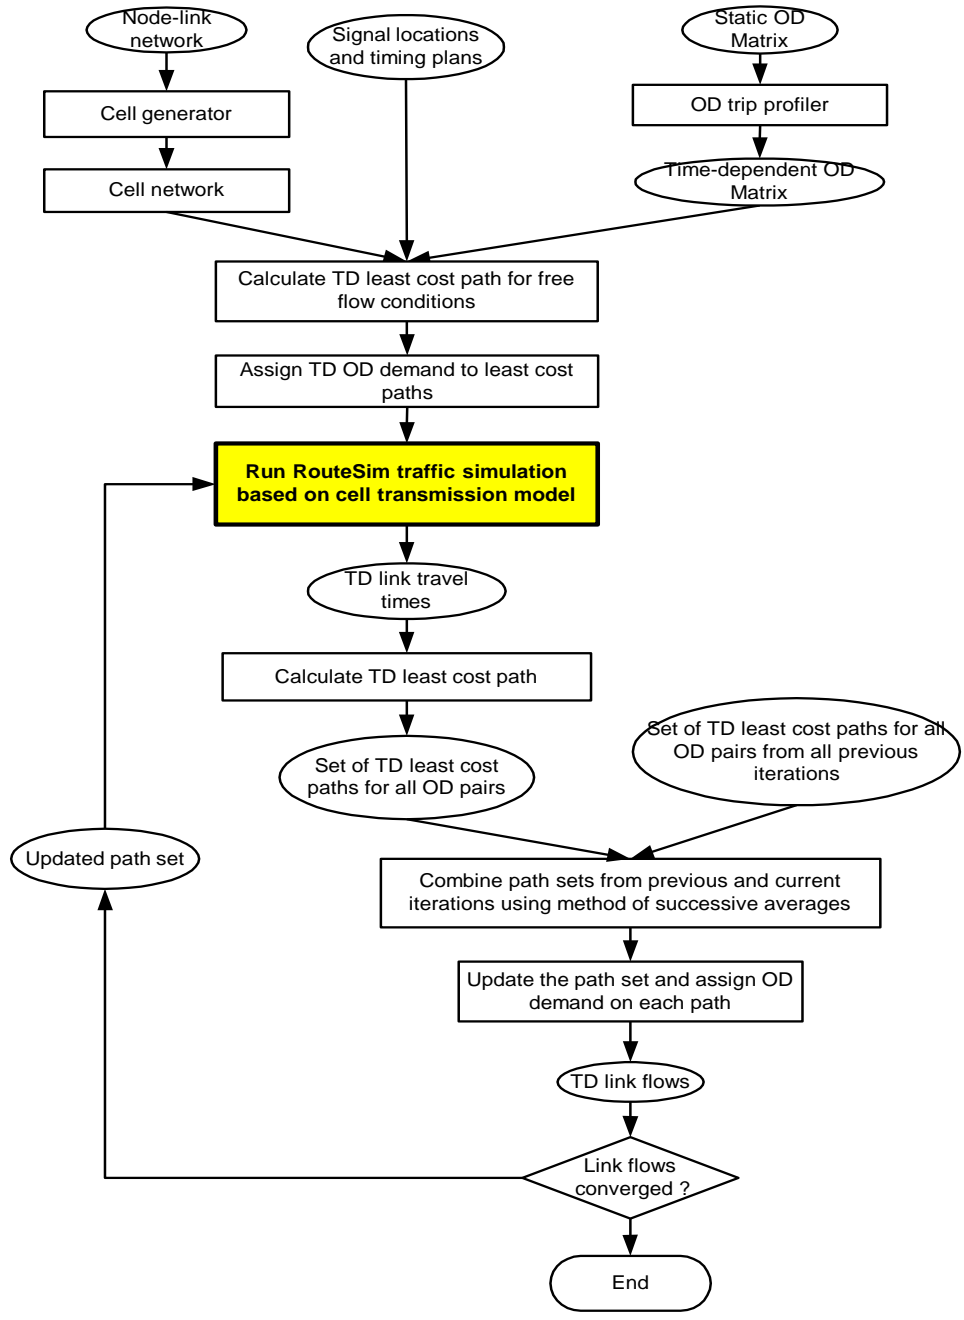 Node-link
network
Signal locations
and timing plans
Static OD
Matrix
Cell generator
OD trip profiler
Cell network
Time-dependent OD
Matrix
Calculate TD least cost path for free
flow conditions
Assign TD OD demand to least cost
paths
Run RouteSim traffic simulation
based on cell transmission model
TD link travel
times
Calculate TD least cost path
Set of TD least cost
paths for all OD pairs
Set of TD least cost paths for all
OD pairs from all previous
iterations
Updated path set
Combine path sets from previous and current
iterations using method of successive averages
Update the path set and assign OD
demand on each path
TD link flows
Link flows
converged ?
End